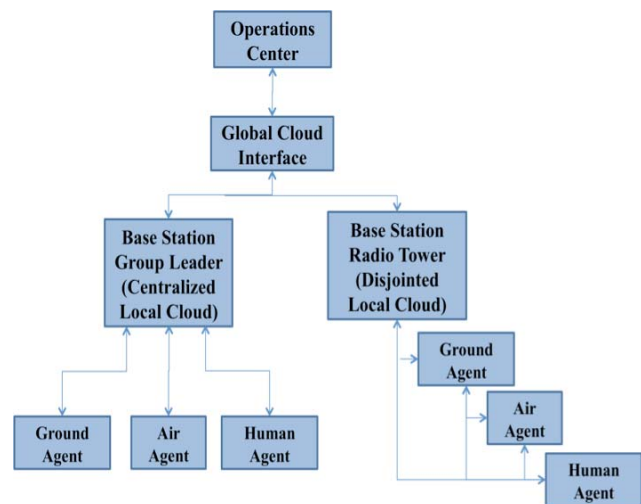 Operations
Center
Global Cloud
Interface
Base Station
Group Leader
(Centralized
Local Cloud)
Base Station
Radio Tower
(Disjointed
Local Cloud)
Ground
Agent
Air
Agent
Human
Agent
Ground
Agent
Air
Agent
Human
Agent